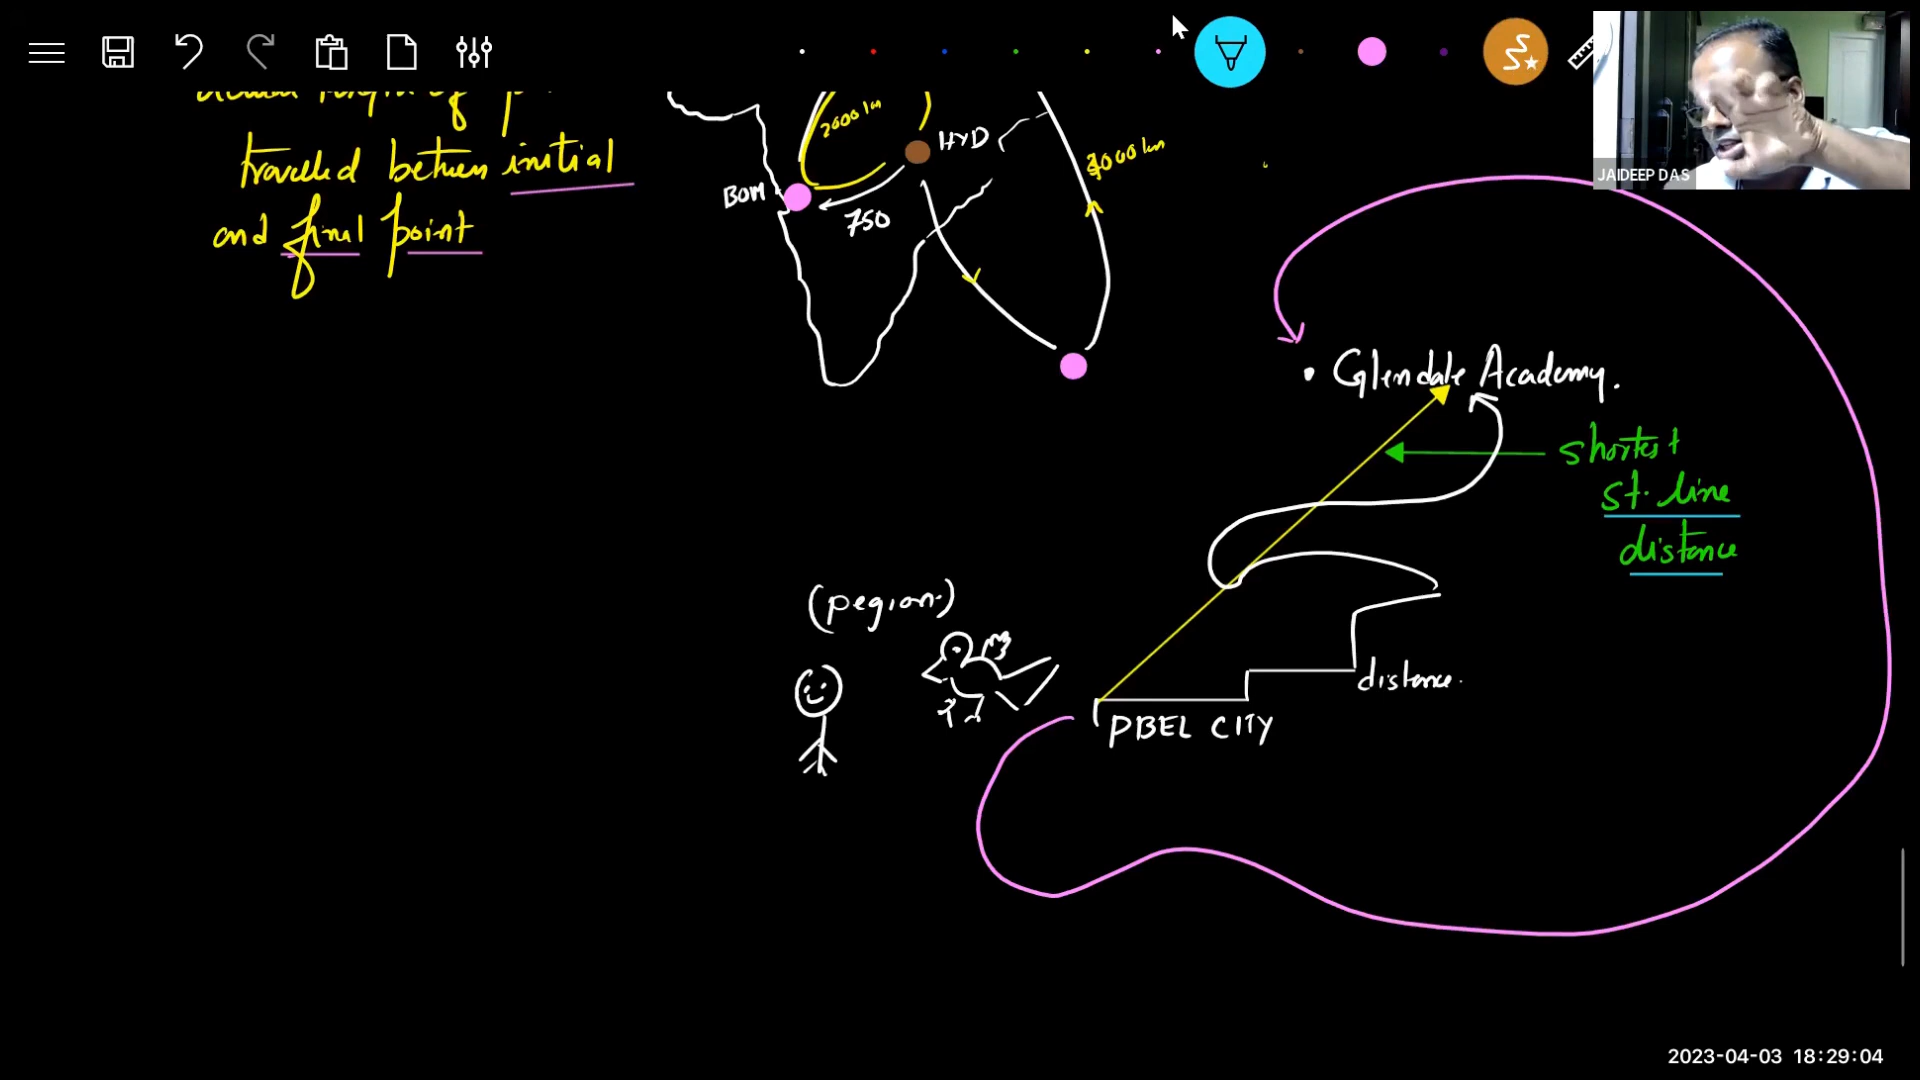 travelled between initial
and final point
2000 km
HYD
BOM
750
km
JAIDEEP DAS
• Glendale Academy.
shortest
st. line
distance
(pegion)
distance.
PBEL CITY
2023-04-03 18:29:04